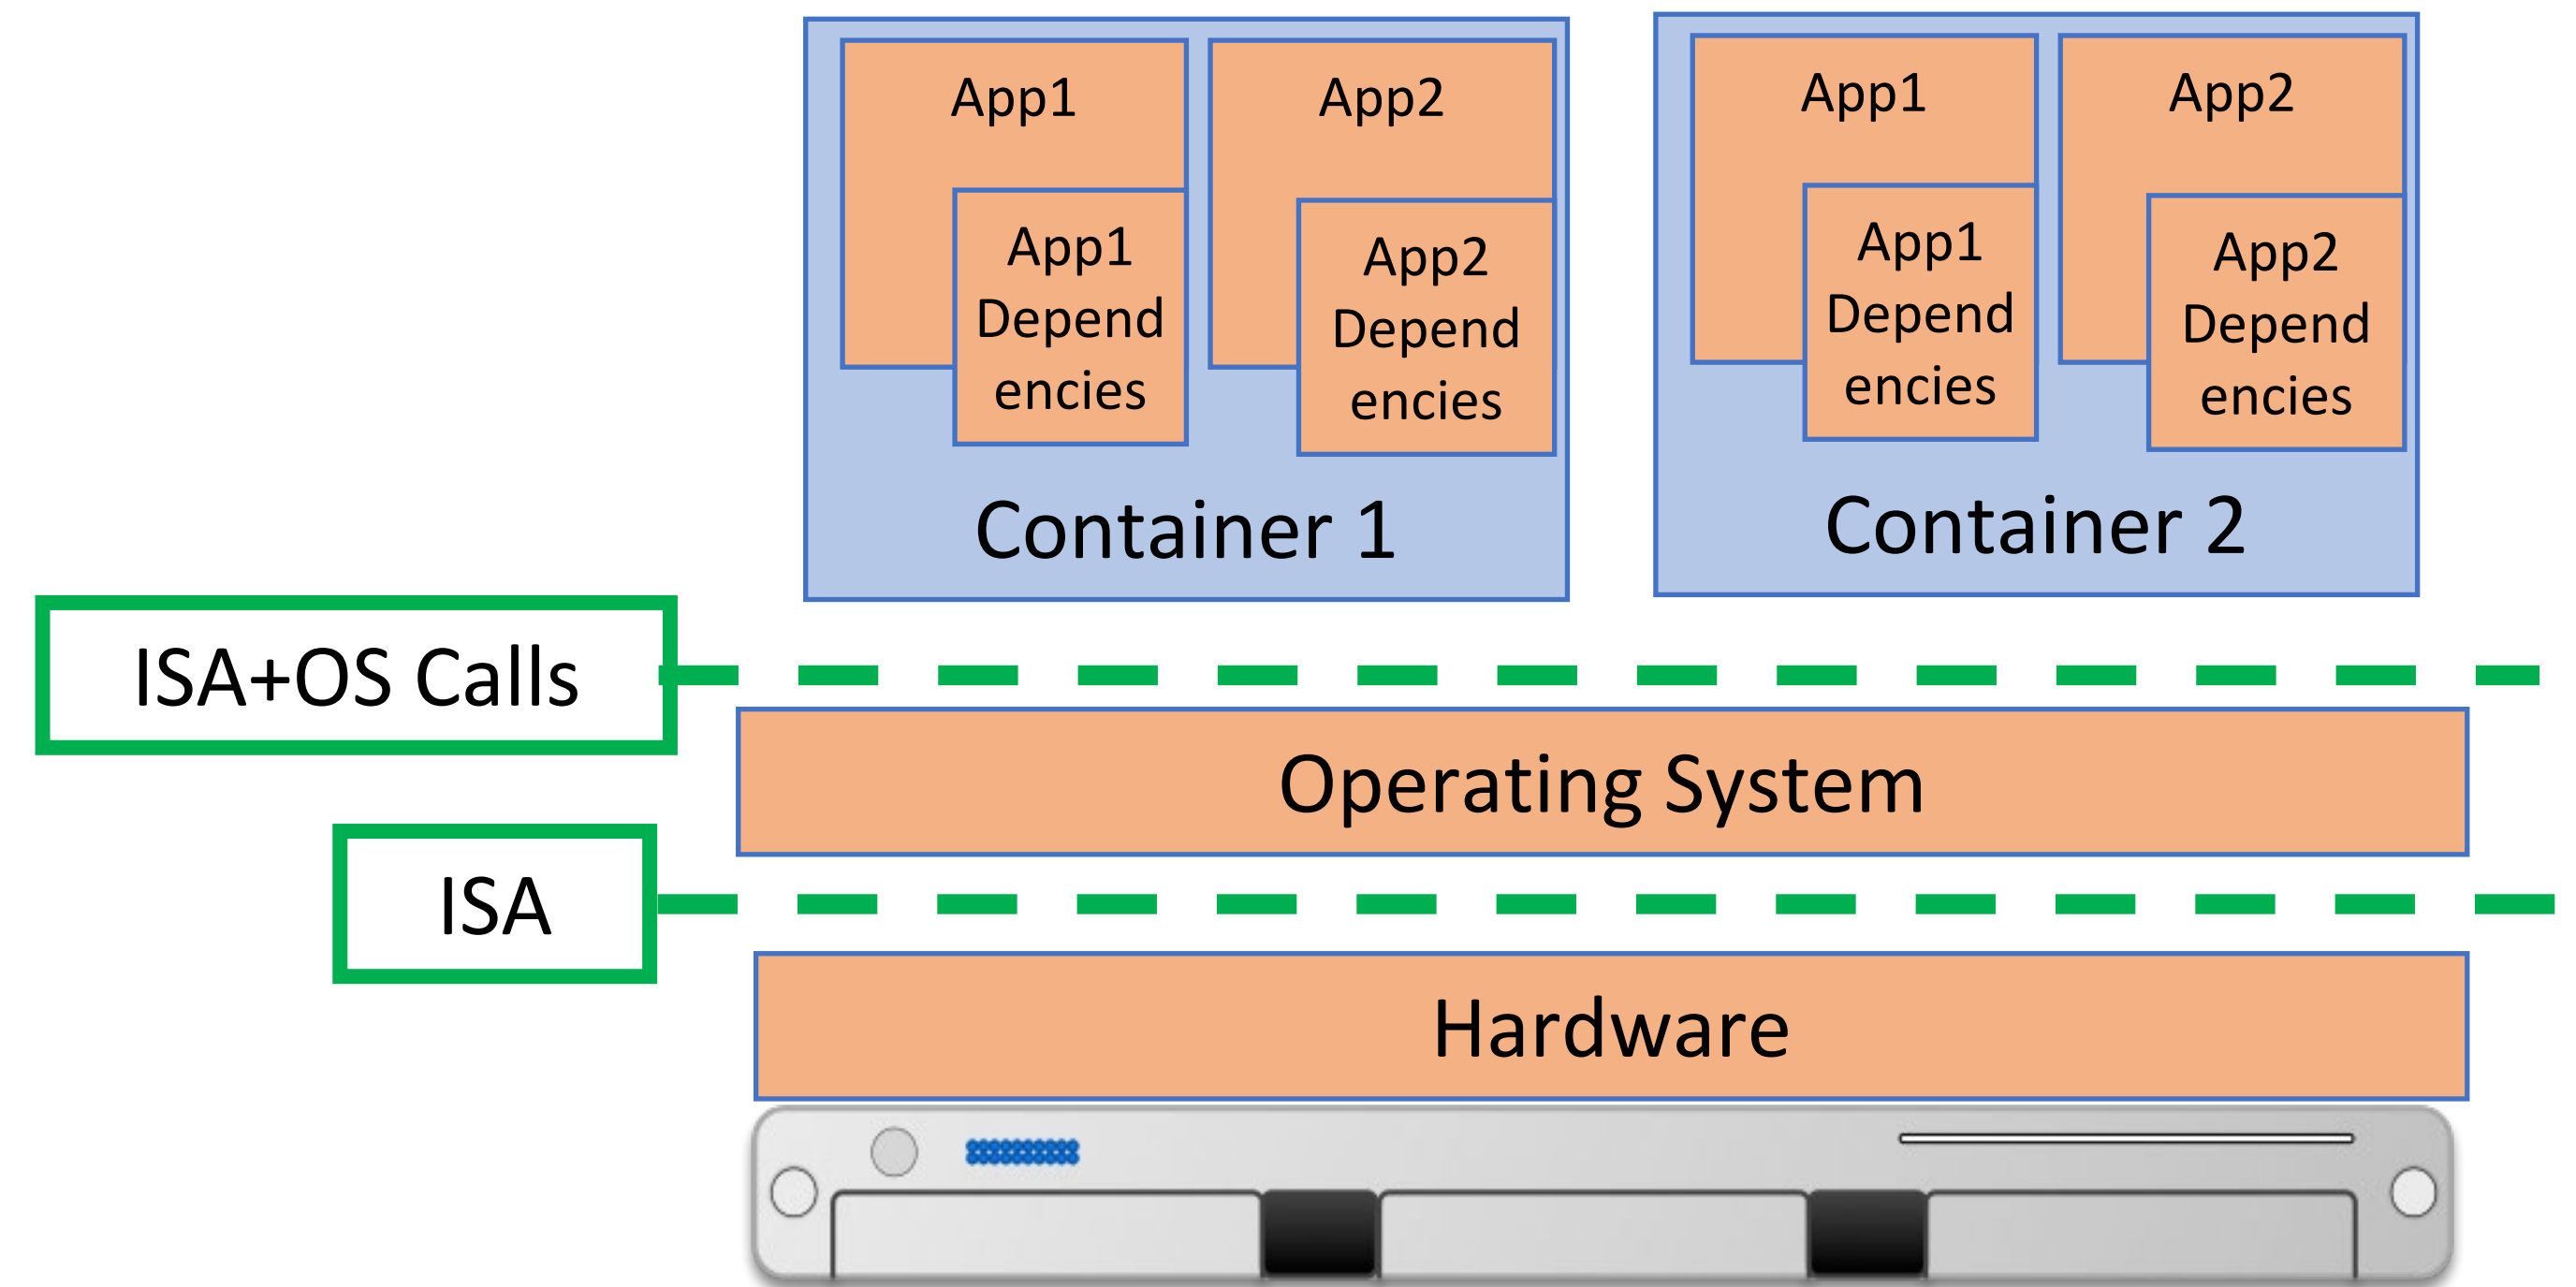 App1
App1
Depend
encies
App2
App2
Depend
encies
Container 1
App1
App1
Depend
encies
App2
App2
Depend
encies
Container 2
ISA+OS Calls
Operating System
ISA
Hardware